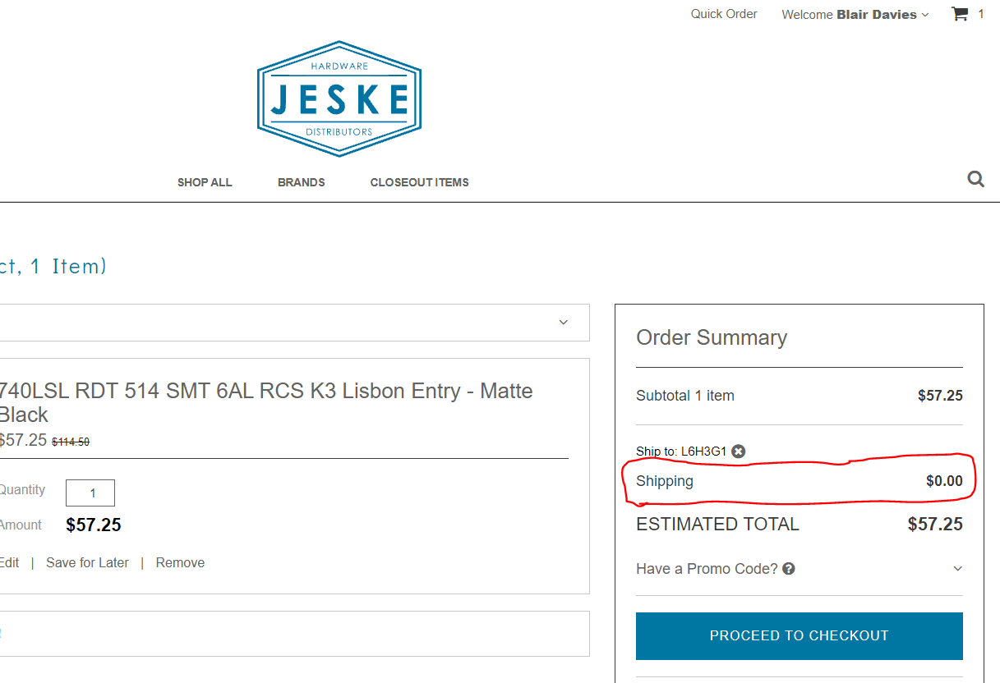 Quick Order
Welcome Blair Davies
1
HARDWARE
JESKE
DISTRIBUTORS
SHOP ALL
BRANDS
CLOSEOUT ITEMS
ct, 1 Item)
740LSL RDT 514 SMT 6AL RCS K3 Lisbon Entry - Matte
Black
$57.25 $114.50
Quantity 1
Amount $57.25
Edit | Save for Later | Remove
!
Order Summary
Subtotal 1 item $57.25
Ship to: L6H3G1
Shipping $0.00
ESTIMATED TOTAL $57.25
Have a Promo Code? ?
PROCEED TO CHECKOUT